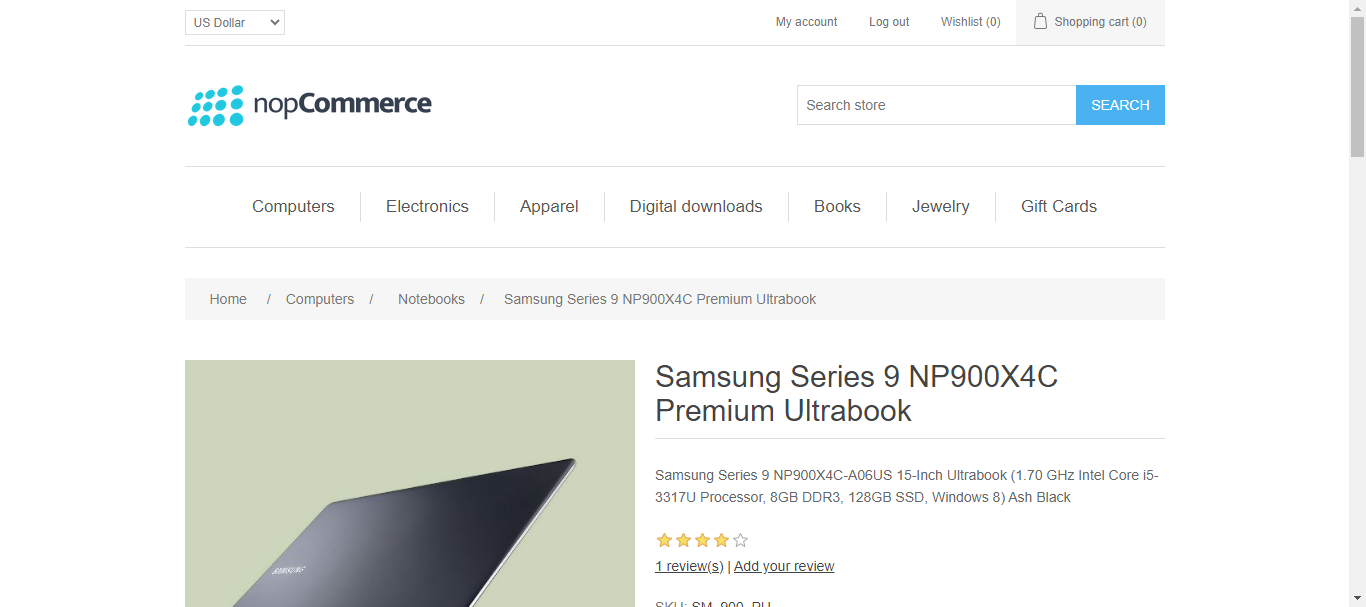 US Dollar
My account
Log out
Wishlist (0)
Shopping cart (0)
nopCommerce
Search store
SEARCH
Computers
Electronics
Apparel
Digital downloads
Books
Jewelry
Gift Cards
Home / Computers / Notebooks / Samsung Series 9 NP900X4C Premium Ultrabook
SAMSUNG
Samsung Series 9 NP900X4C
Premium Ultrabook
Samsung Series 9 NP900X4C-A06US 15-Inch Ultrabook (1.70 GHz Intel Core i5-
3317U Processor, 8GB DDR3, 128GB SSD, Windows 8) Ash Black
1 review(s) | Add your review
SKU: SM_900_PU